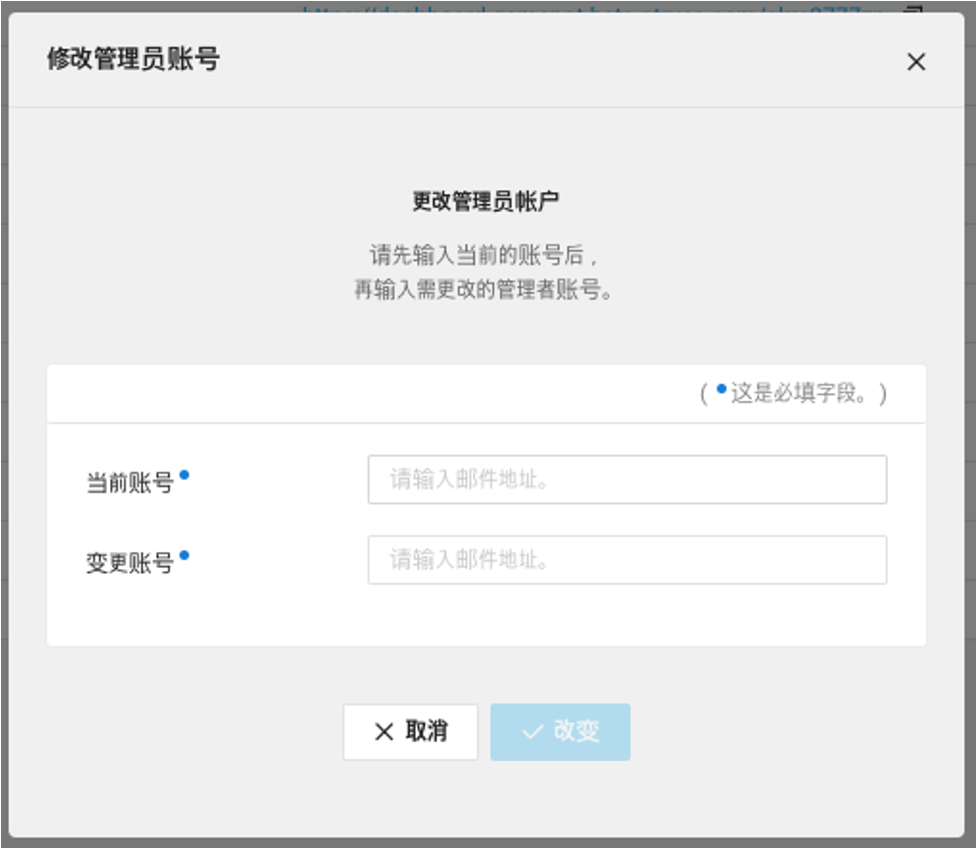 修改管理员账号
更改管理员帐户
请先输入当前的账号后，
再输入需更改的管理者账号。
(•这是必填字段。)
当前账号•
请输入邮件地址。
变更账号•
请输入邮件地址。
取消
改变